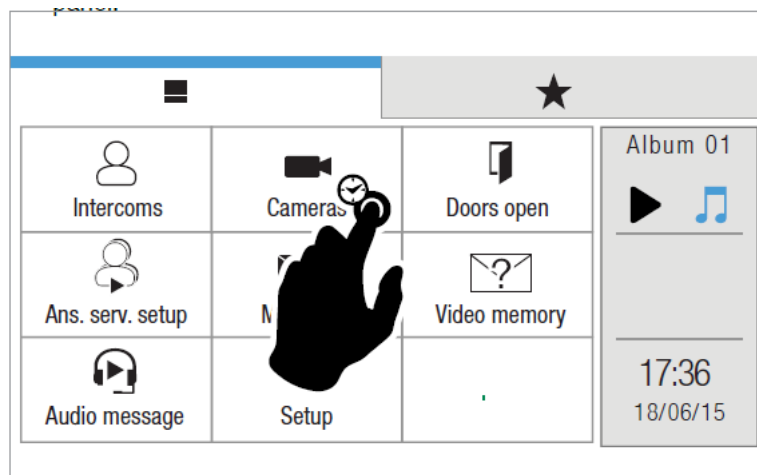 Album 01
Intercoms
Cameras
Doors open
Ans. serv. setup
Video memory
Audio message
Setup
17:36
18/06/15